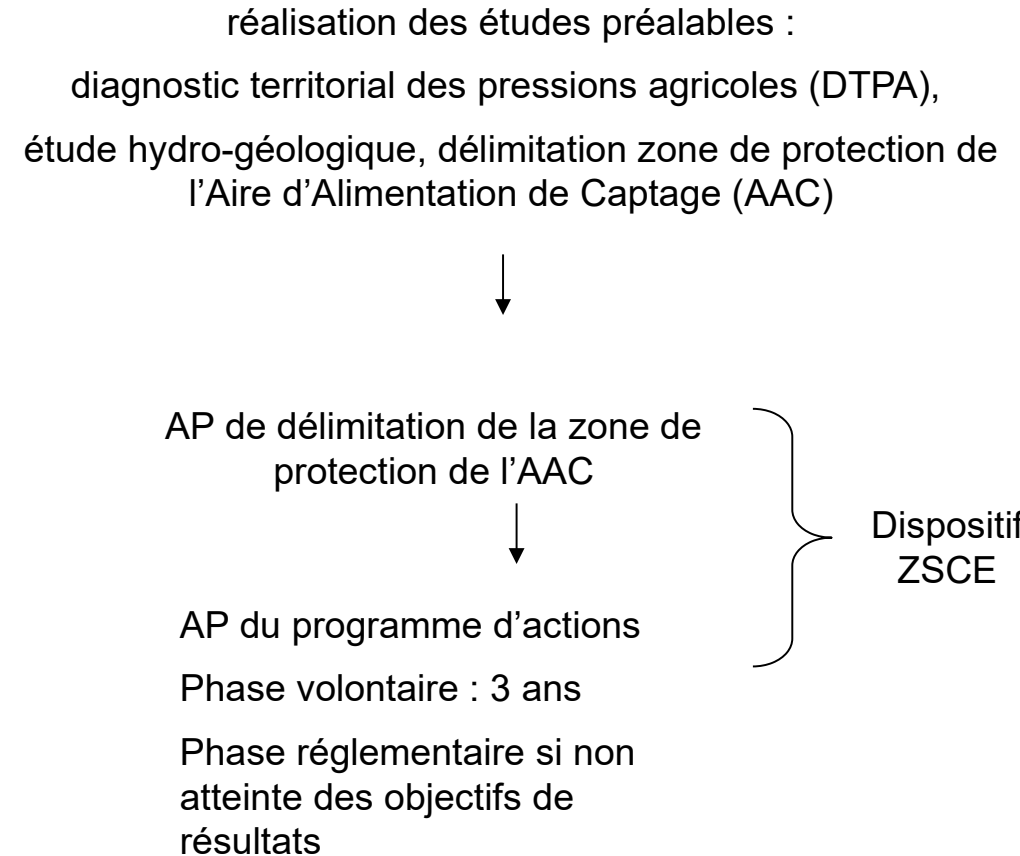 réalisation des études préalables :
diagnostic territorial des pressions agricoles (DTPA),
étude hydro-géologique, délimitation zone de protection de
l’Aire d’Alimentation de Captage (AAC)
AP de délimitation de la zone de
protection de l’AAC
Dispositif
ZSCE
AP du programme d’actions
Phase volontaire : 3 ans
Phase réglementaire si non
atteinte des objectifs de
résultats